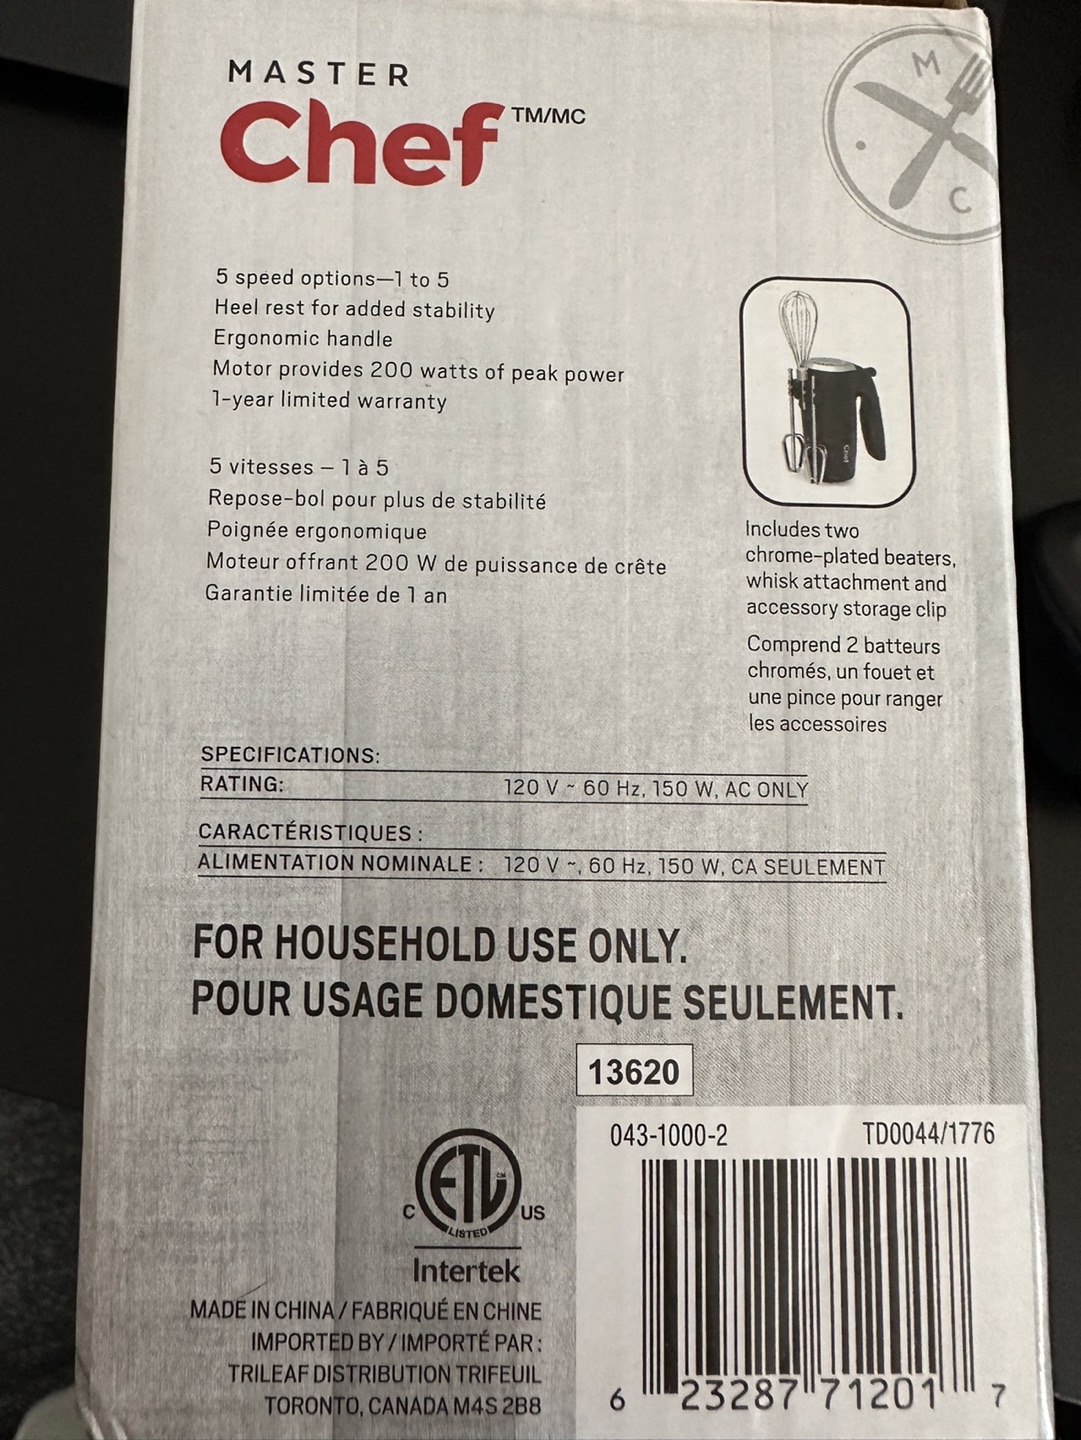 MASTER
Chef TM/MC
M
C
5 speed options—1 to 5
Heel rest for added stability
Ergonomic handle
Motor provides 200 watts of peak power
1-year limited warranty
5 vitesses – 1 à 5
Repose-bol pour plus de stabilité
Poignée ergonomique
Moteur offrant 200 W de puissance de crête
Garantie limitée de 1 an
Chef
Includes two
chrome-plated beaters,
whisk attachment and
accessory storage clip
Comprend 2 batteurs
chromés, un fouet et
une pince pour ranger
les accessoires
SPECIFICATIONS:
RATING: 120 V ~ 60 Hz, 150 W, AC ONLY
CARACTÉRISTIQUES :
ALIMENTATION NOMINALE : 120 V ~, 60 Hz, 150 W, CA SEULEMENT
FOR HOUSEHOLD USE ONLY.
POUR USAGE DOMESTIQUE SEULEMENT.
13620
ETL CM
LISTED
C US
Intertek
MADE IN CHINA / FABRIQUÉ EN CHINE
IMPORTED BY / IMPORTÉ PAR :
TRILEAF DISTRIBUTION TRIFEUIL
TORONTO, CANADA M4S 2B8
043-1000-2 TD0044/1776
6 23287 71201 7